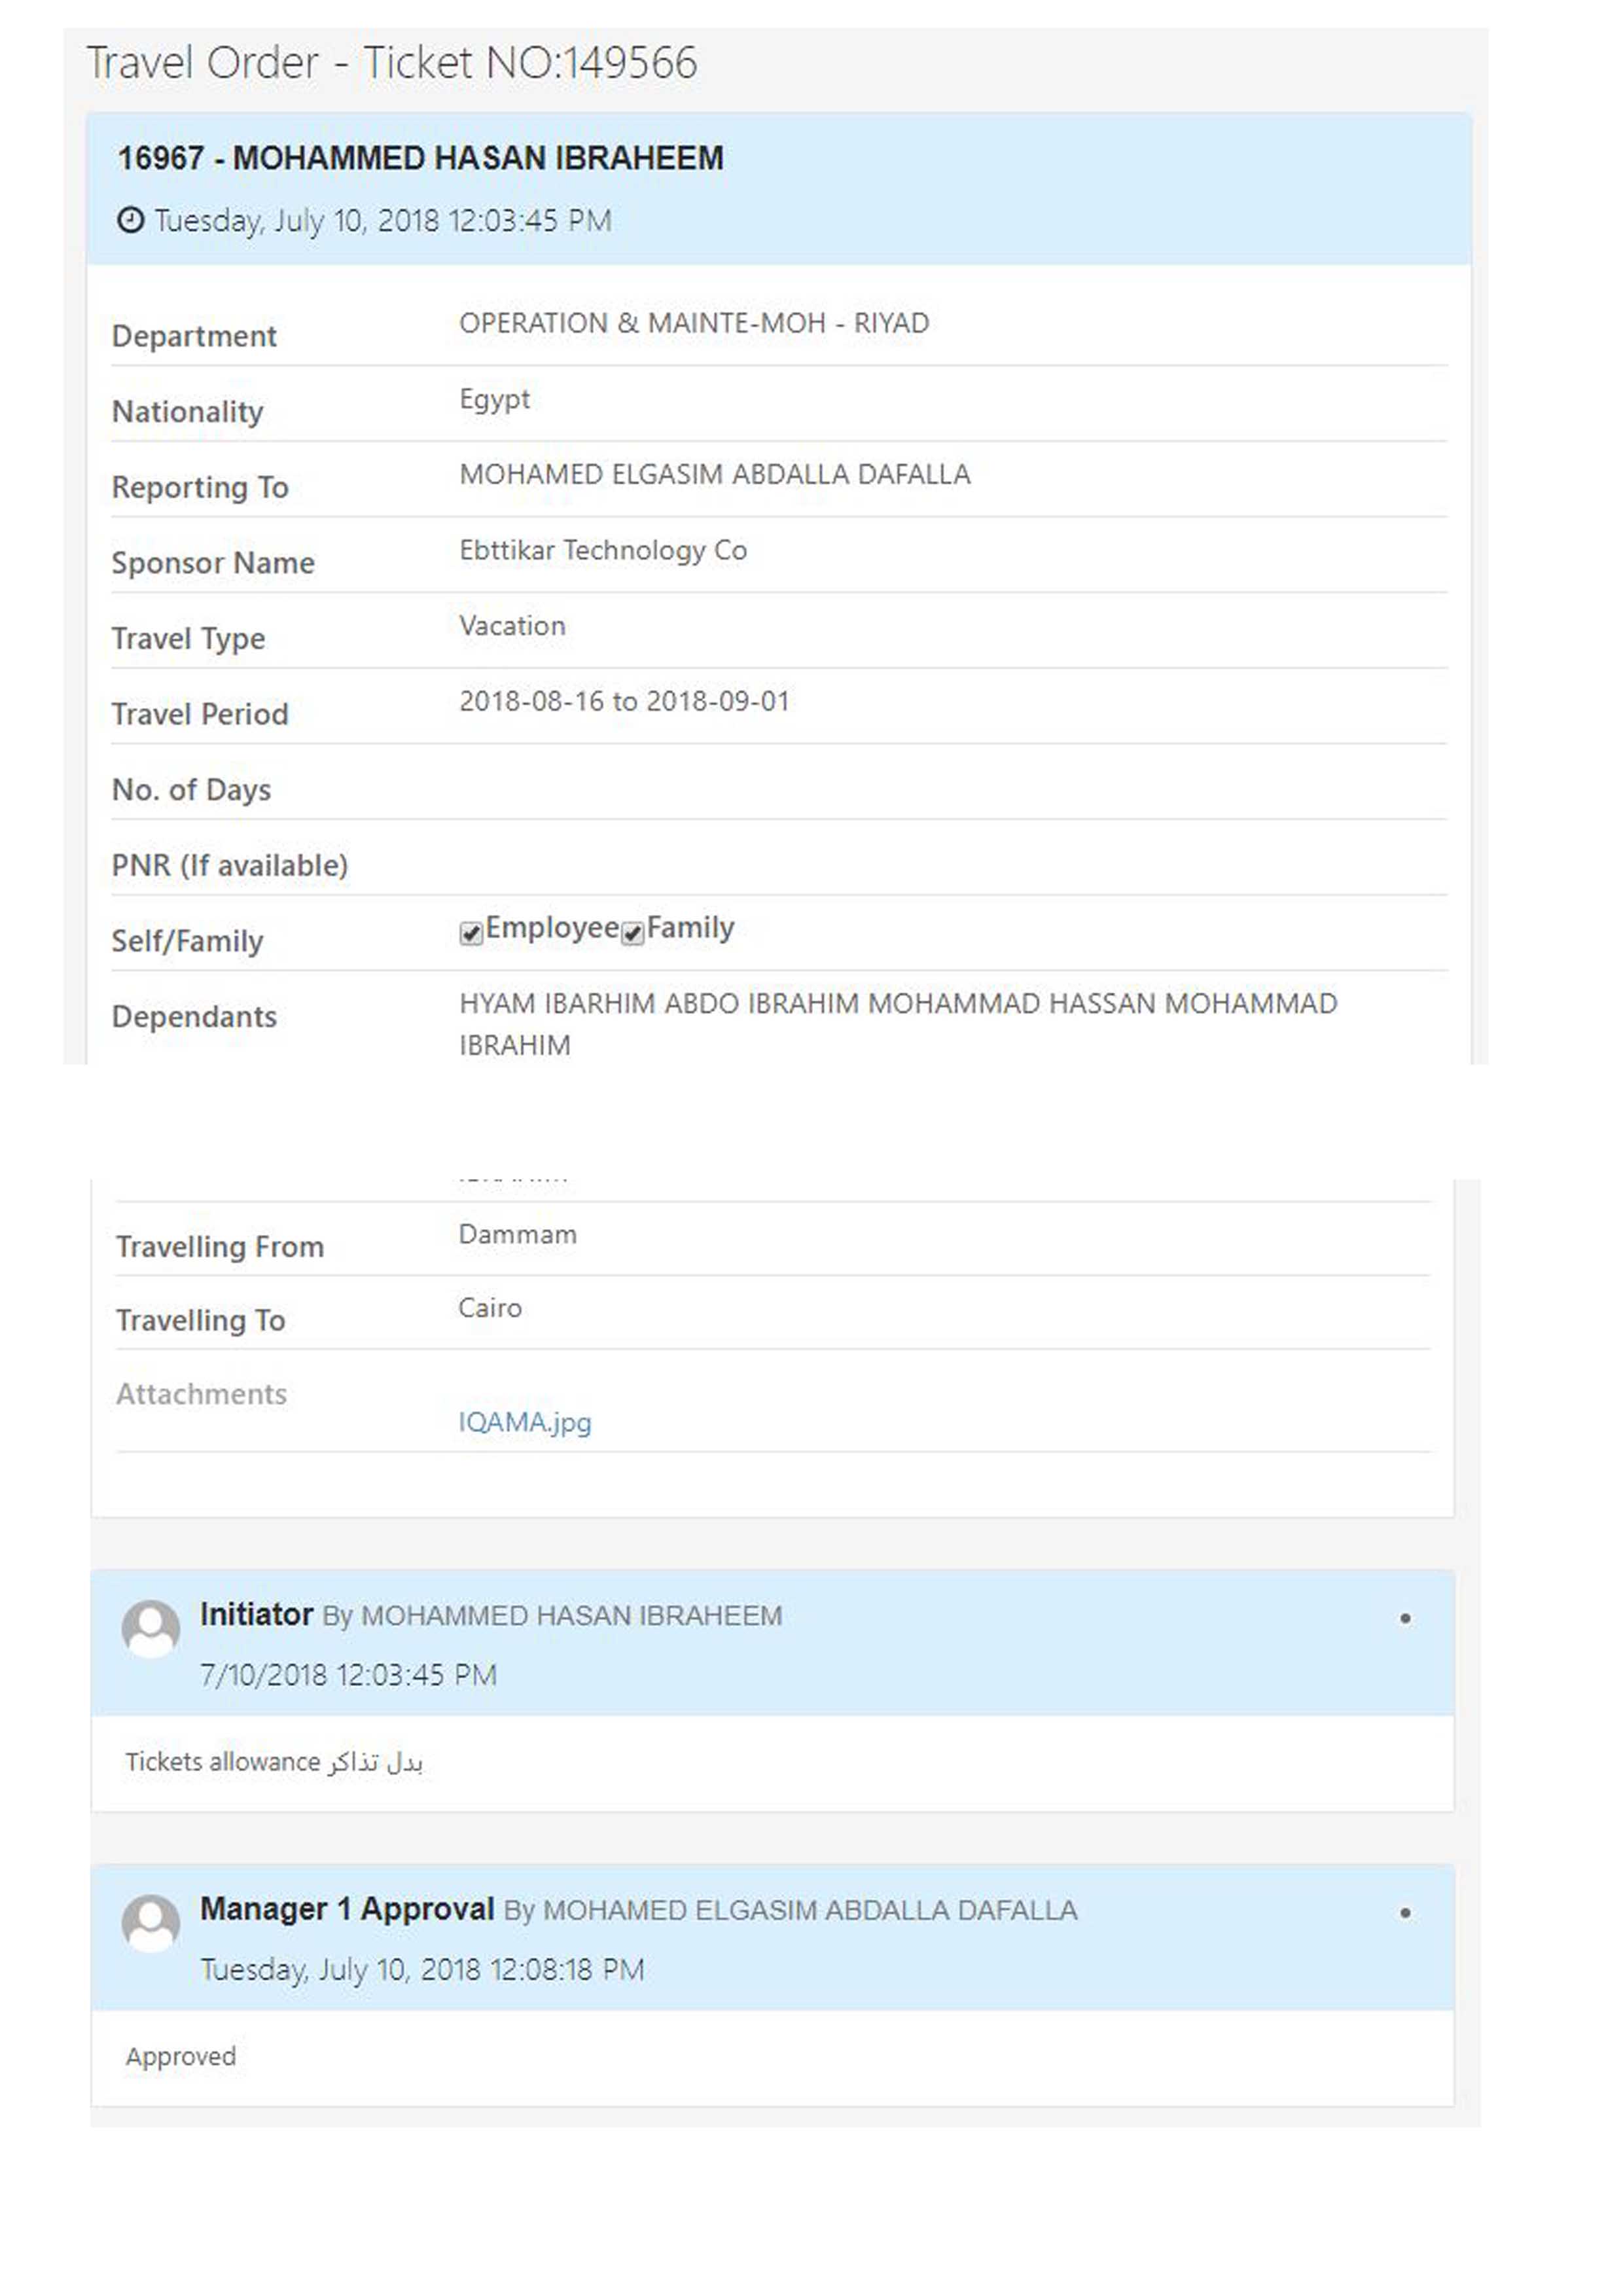 Travel Order - Ticket NO:149566
16967 - MOHAMMED HASAN IBRAHEEM
Tuesday, July 10, 2018 12:03:45 PM
Department OPERATION & MAINTE-MOH - RIYAD
Nationality Egypt
Reporting To MOHAMED ELGASIM ABDALLA DAFALLA
Sponsor Name Ebttikar Technology Co
Travel Type Vacation
Travel Period 2018-08-16 to 2018-09-01
No. of Days
PNR (If available)
Self/Family Employee Family
Dependants HYAM IBARHIM ABDO IBRAHIM MOHAMMAD HASSAN MOHAMMAD
IBRAHIM
Travelling From Dammam
Travelling To Cairo
Attachments
IQAMA.jpg
Initiator By MOHAMMED HASAN IBRAHEEM
7/10/2018 12:03:45 PM
Tickets allowance بدل تذاكر
Manager 1 Approval By MOHAMED ELGASIM ABDALLA DAFALLA
Tuesday, July 10, 2018 12:08:18 PM
Approved